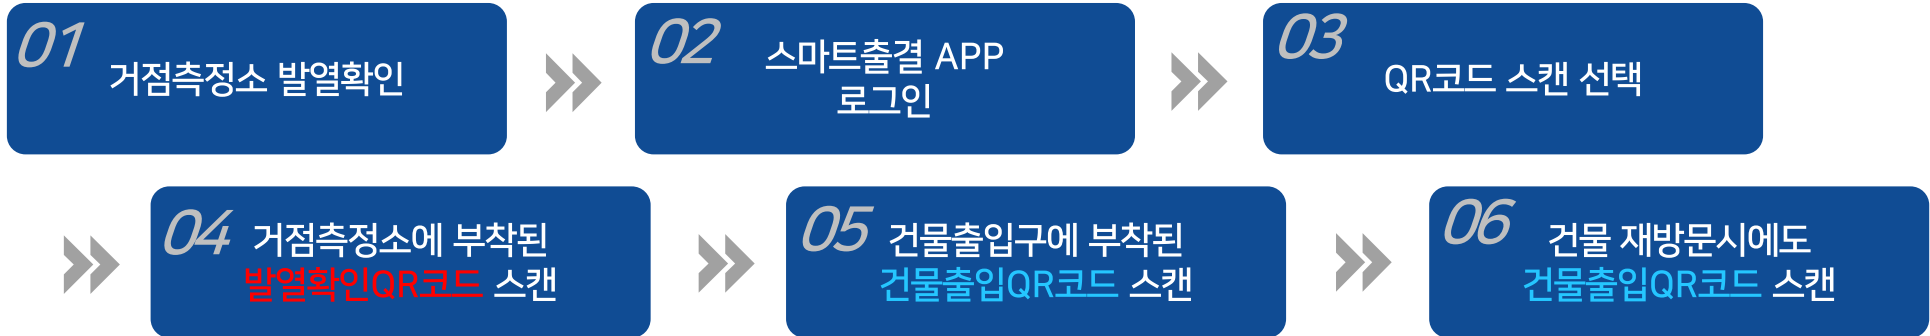 01
거점측정소 발열확인
02
스마트출결 APP
로그인
03
QR코드 스캔 선택
04
거점측정소에 부착된
발열확인QR코드 스캔
05
건물출입구에 부착된
건물출입QR코드 스캔
06
건물 재방문시에도
건물출입QR코드 스캔